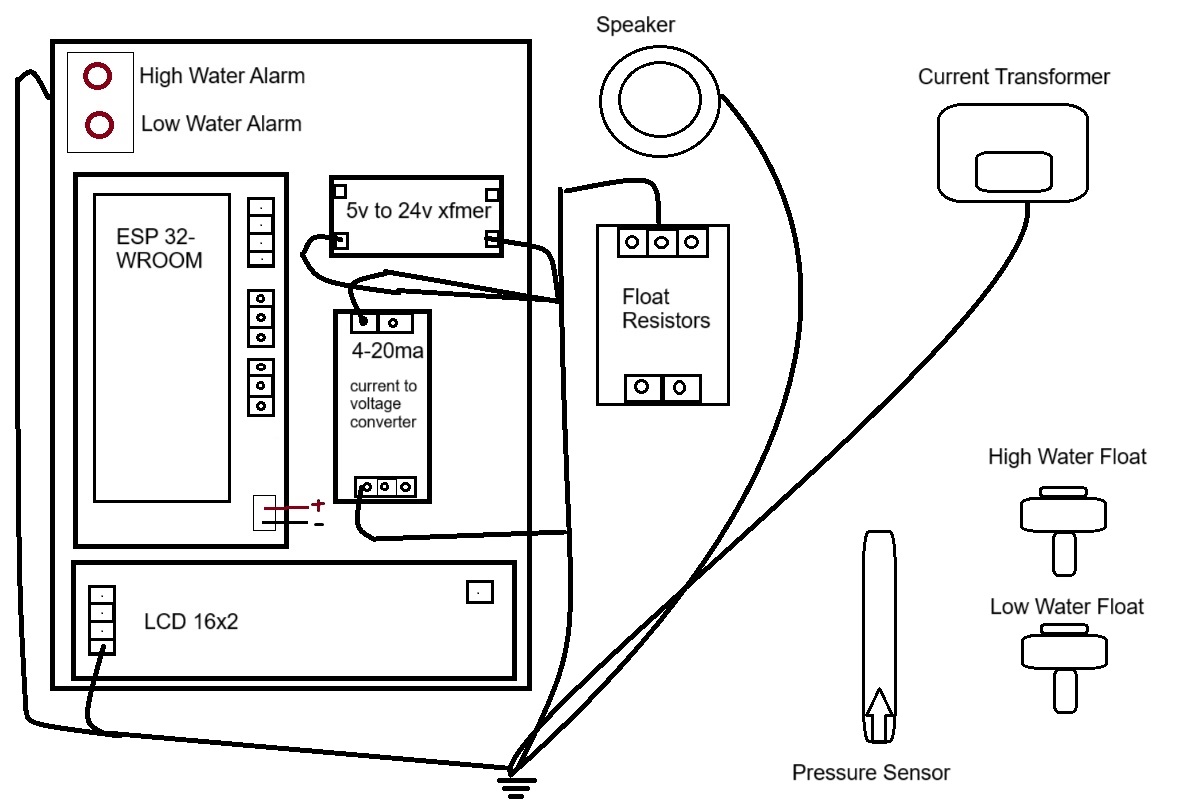 Speaker
Current Transformer
High Water Alarm
Low Water Alarm
5v to 24v xfmer
ESP 32-
WROOM
Float
Resistors
4-20ma
current to
voltage
converter
+
-
High Water Float
Low Water Float
LCD 16x2
Pressure Sensor